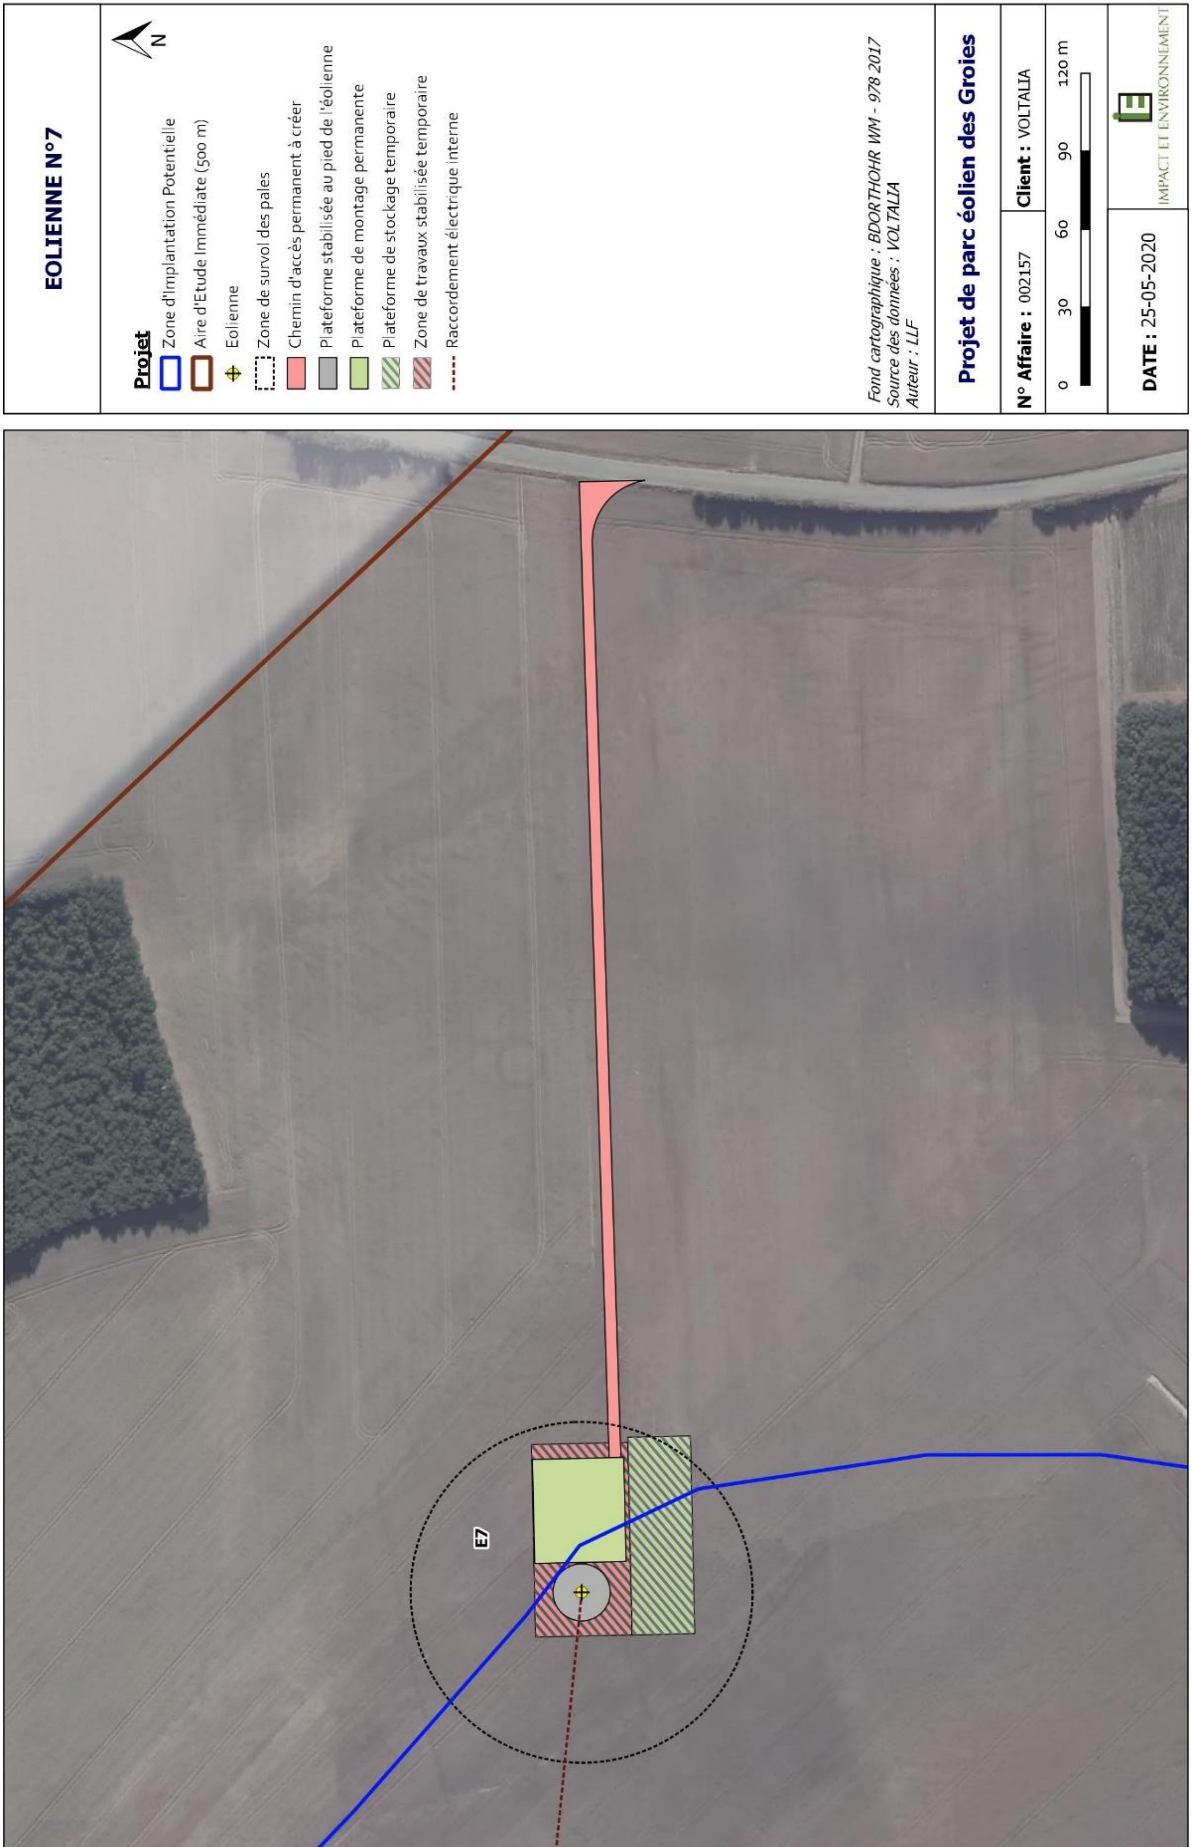 EOLIENNE N°7
N
Projet
Zone d'Implantation Potentielle
Aire d'Etude Immédiate (500 m)
Eolienne
Zone de survol des pales
Chemin d'accès permanent à créer
Plateforme stabilisée au pied de l'éolienne
Plateforme de montage permanente
Plateforme de stockage temporaire
Zone de travaux stabilisée temporaire
Raccordement électrique interne
Fond cartographique : BDORTHOHR WM - 978 2017
Source des données : VOLTALIA
Auteur : LLF
Projet de parc éolien des Groies
N° Affaire : 002157
Client : VOLTALIA
0 30 60 90 120 m
DATE : 25-05-2020
IE
IMPACT ET ENVIRONNEMENT
E7